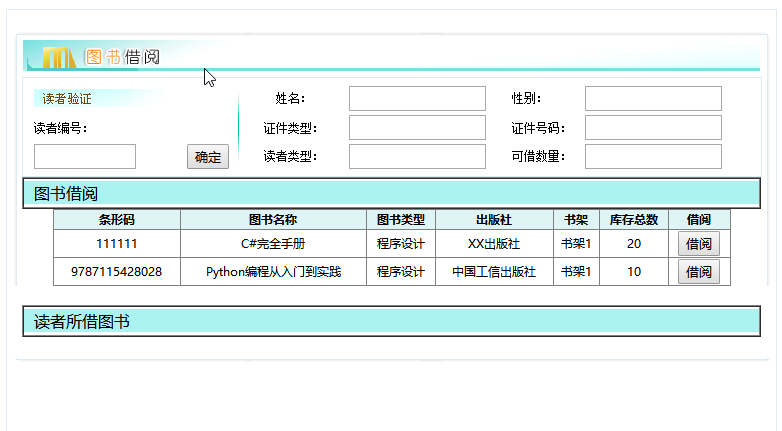 图书借阅
读者验证 姓名： 性别：
读者编号： 证件类型： 证件号码：
确定 读者类型： 可借数量：
图书借阅
条形码 图书名称 图书类型 出版社 书架 库存总数 借阅
111111 C#完全手册 程序设计 XX出版社 书架1 20 借阅
9787115428028 Python编程从入门到实践 程序设计 中国工信出版社 书架1 10 借阅
读者所借图书